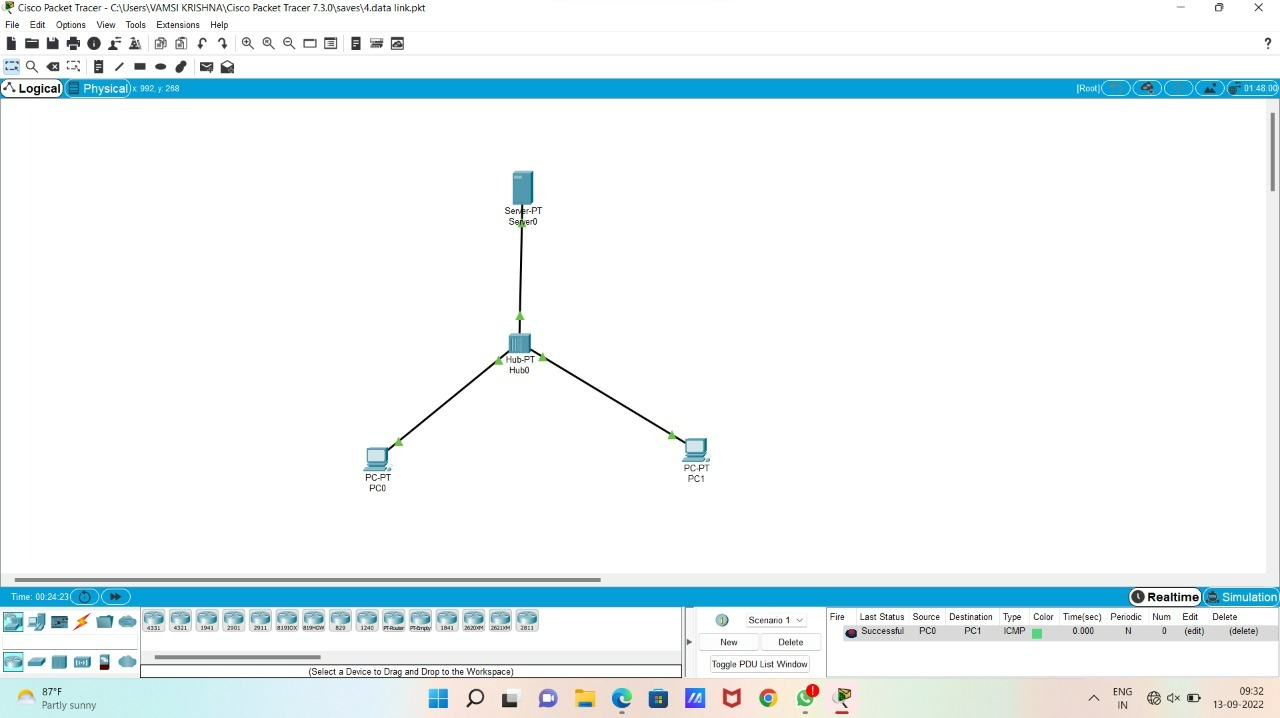 Cisco Packet Tracer - C:\Users\VAMSI KRISHNA\Cisco Packet Tracer 7.3.0\saves\4.data link.pkt
File Edit Options View Tools Extensions Help
?
Logical Physical x: 992, y: 268 [Root] 01:48:00
Server-PT
Server0
Hub-PT
Hub0
PC-PT
PC0
PC-PT
PC1
Time: 00:24:23 Realtime Simulation
4331 4321 1941 2901 2911 819IOX 819HGW 829 1240 PT-Router PT-Empty 1841 2620XM 2621XM 2811
(Select a Device to Drag and Drop to the Workspace)
Scenario 1
New Delete
Toggle PDU List Window
Fire Last Status Source Destination Type Color Time(sec) Periodic Num Edit Delete
Successful PC0 PC1 ICMP 0.000 N 0 (edit) (delete)
87°F
Partly sunny
ENG
IN
09:32
13-09-2022